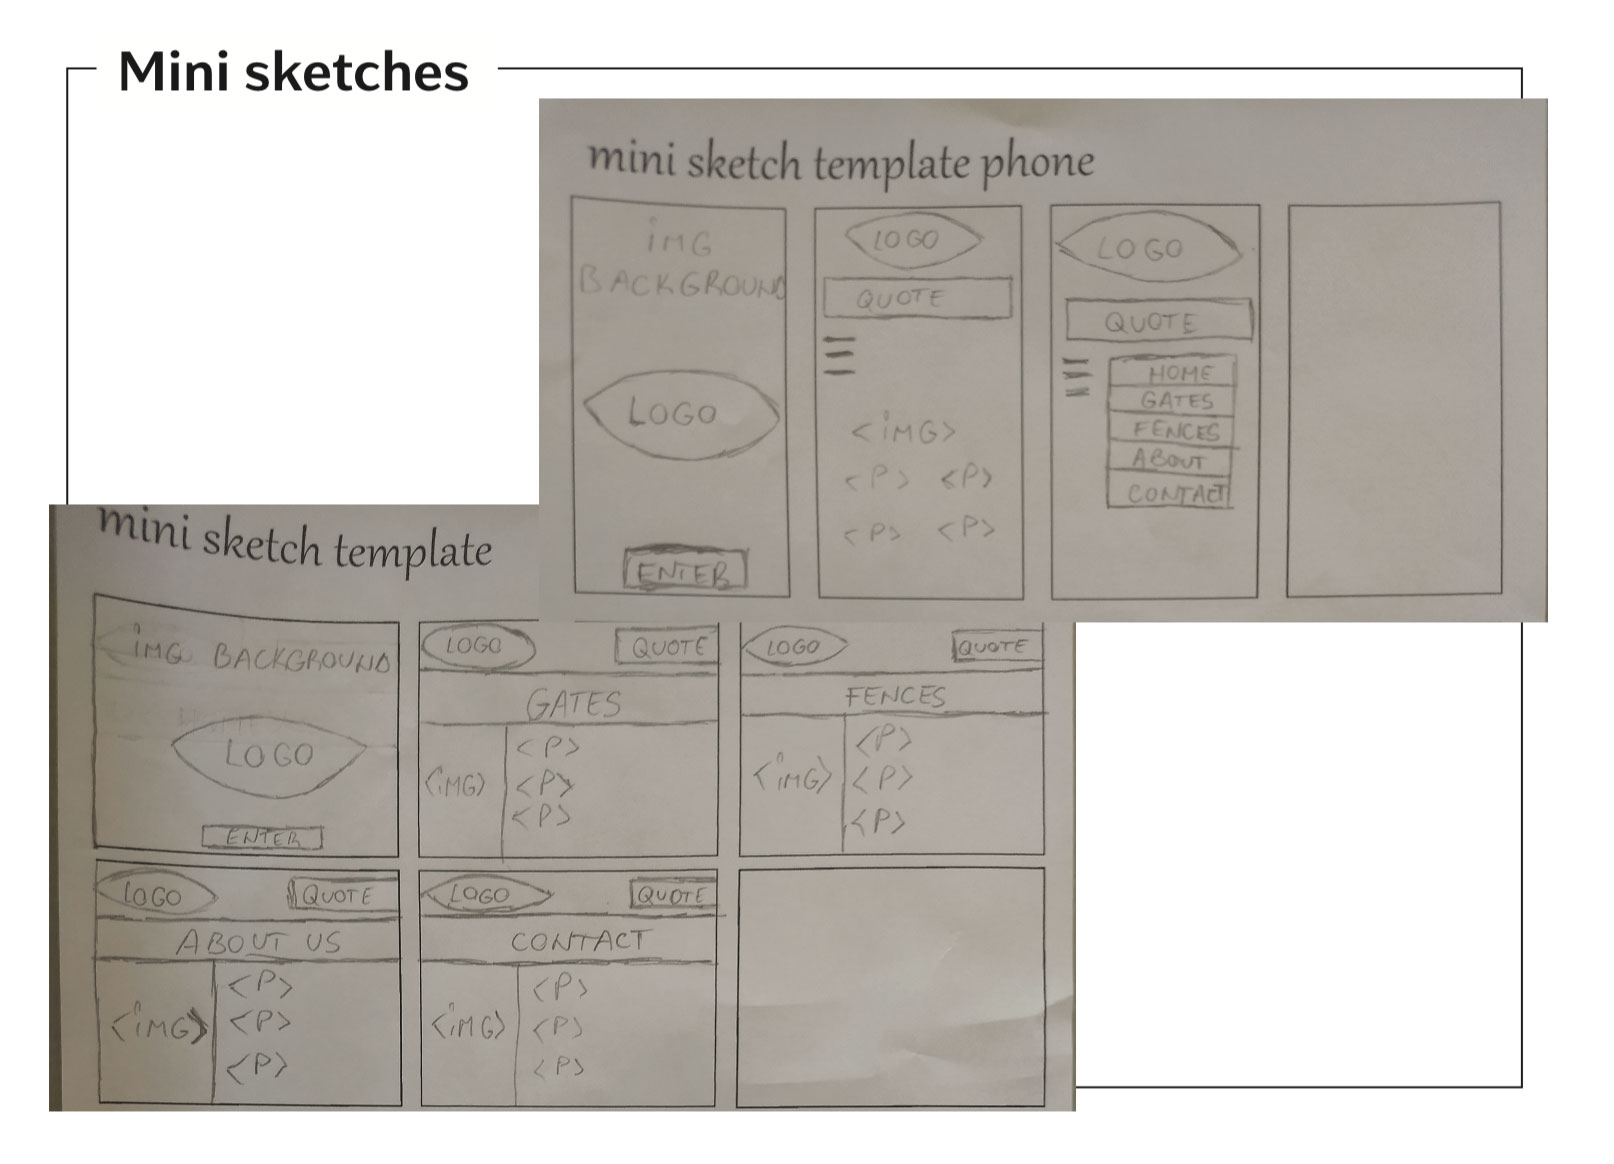 Mini sketches
mini sketch template phone
iMG
BACKGROUND
LOGO
ENTER
LOGO
QUOTE
<iMG>
<P> <P>
<P> <P>
LOGO
QUOTE
HOME
GATES
FENCES
ABOUT
CONTACT
mini sketch template
iMG BACKGROUND
LOGO
ENTER
LOGO QUOTE
GATES
<iMG>
<P>
<P>
<P>
LOGO QUOTE
FENCES
<iMG>
<P>
<P>
<P>
LOGO QUOTE
ABOUT US
<iMG>
<P>
<P>
<P>
LOGO QUOTE
CONTACT
<iMG>
<P>
<P>
<P>